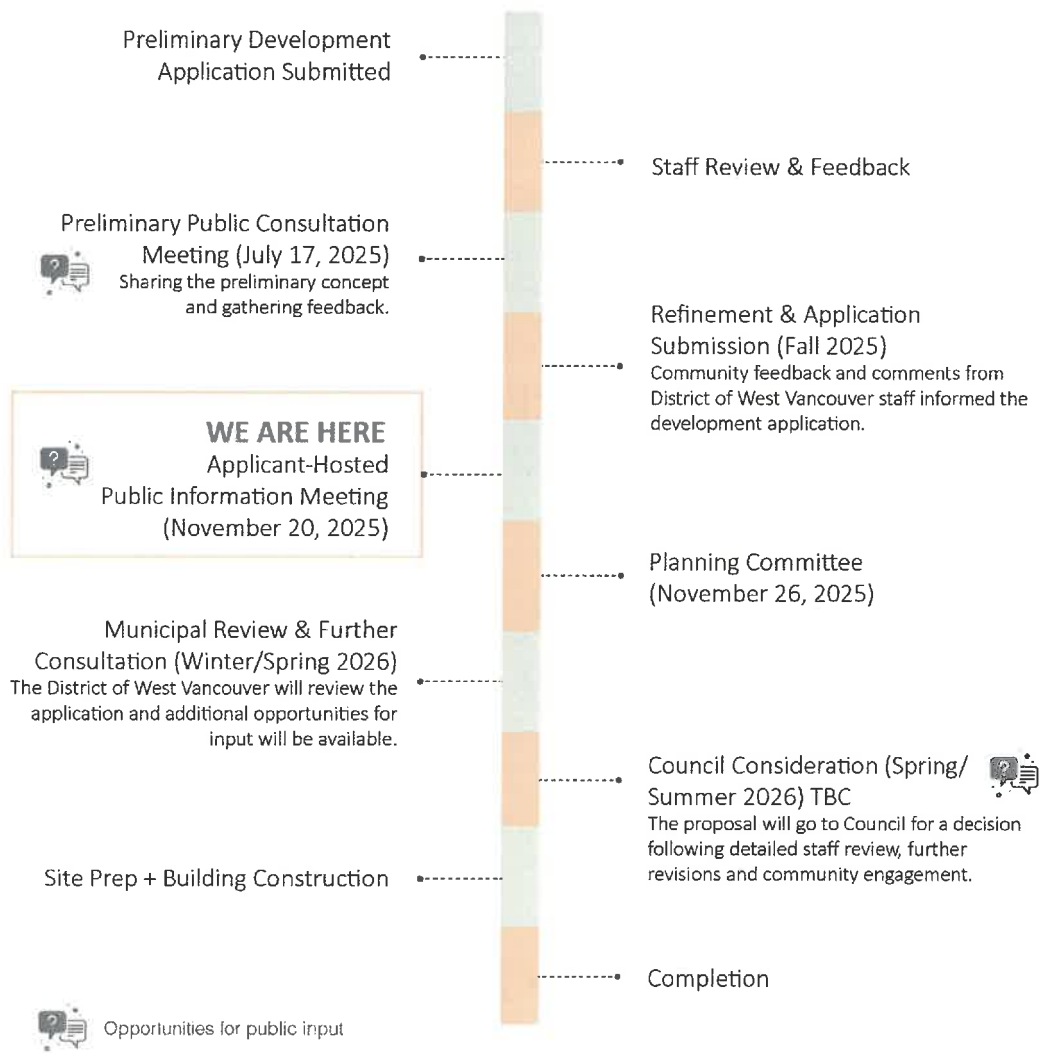 Preliminary Development
Application Submitted
Staff Review & Feedback
Preliminary Public Consultation
Meeting (July 17, 2025)
Sharing the preliminary concept
and gathering feedback.
Refinement & Application
Submission (Fall 2025)
Community feedback and comments from
District of West Vancouver staff informed the
development application.
WE ARE HERE
Applicant-Hosted
Public Information Meeting
(November 20, 2025)
Planning Committee
(November 26, 2025)
Municipal Review & Further
Consultation (Winter/Spring 2026)
The District of West Vancouver will review the
application and additional opportunities for
input will be available.
Council Consideration (Spring/
Summer 2026) TBC
The proposal will go to Council for a decision
following detailed staff review, further
revisions and community engagement.
Site Prep + Building Construction
Completion
Opportunities for public input